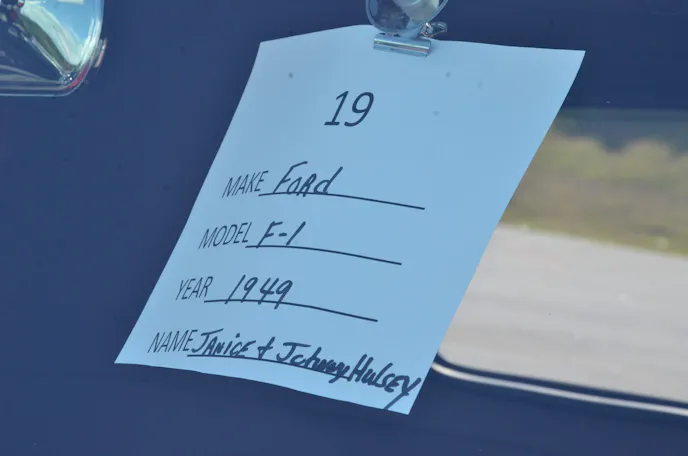 19
MAKE Ford
MODEL F-1
YEAR 1949
NAME Janice + Johnny Hulsey